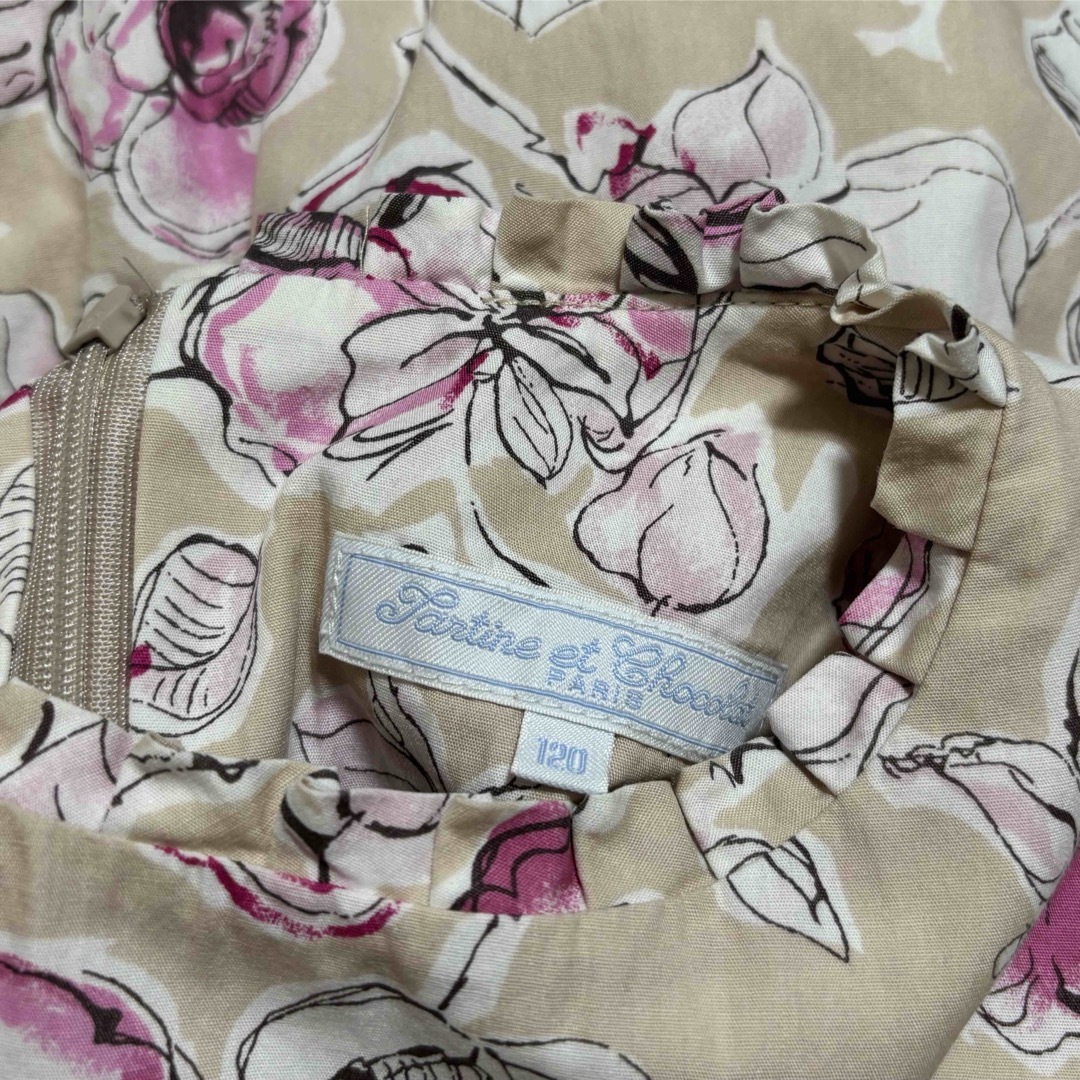 Tartine et Chocolat
PARIS
120